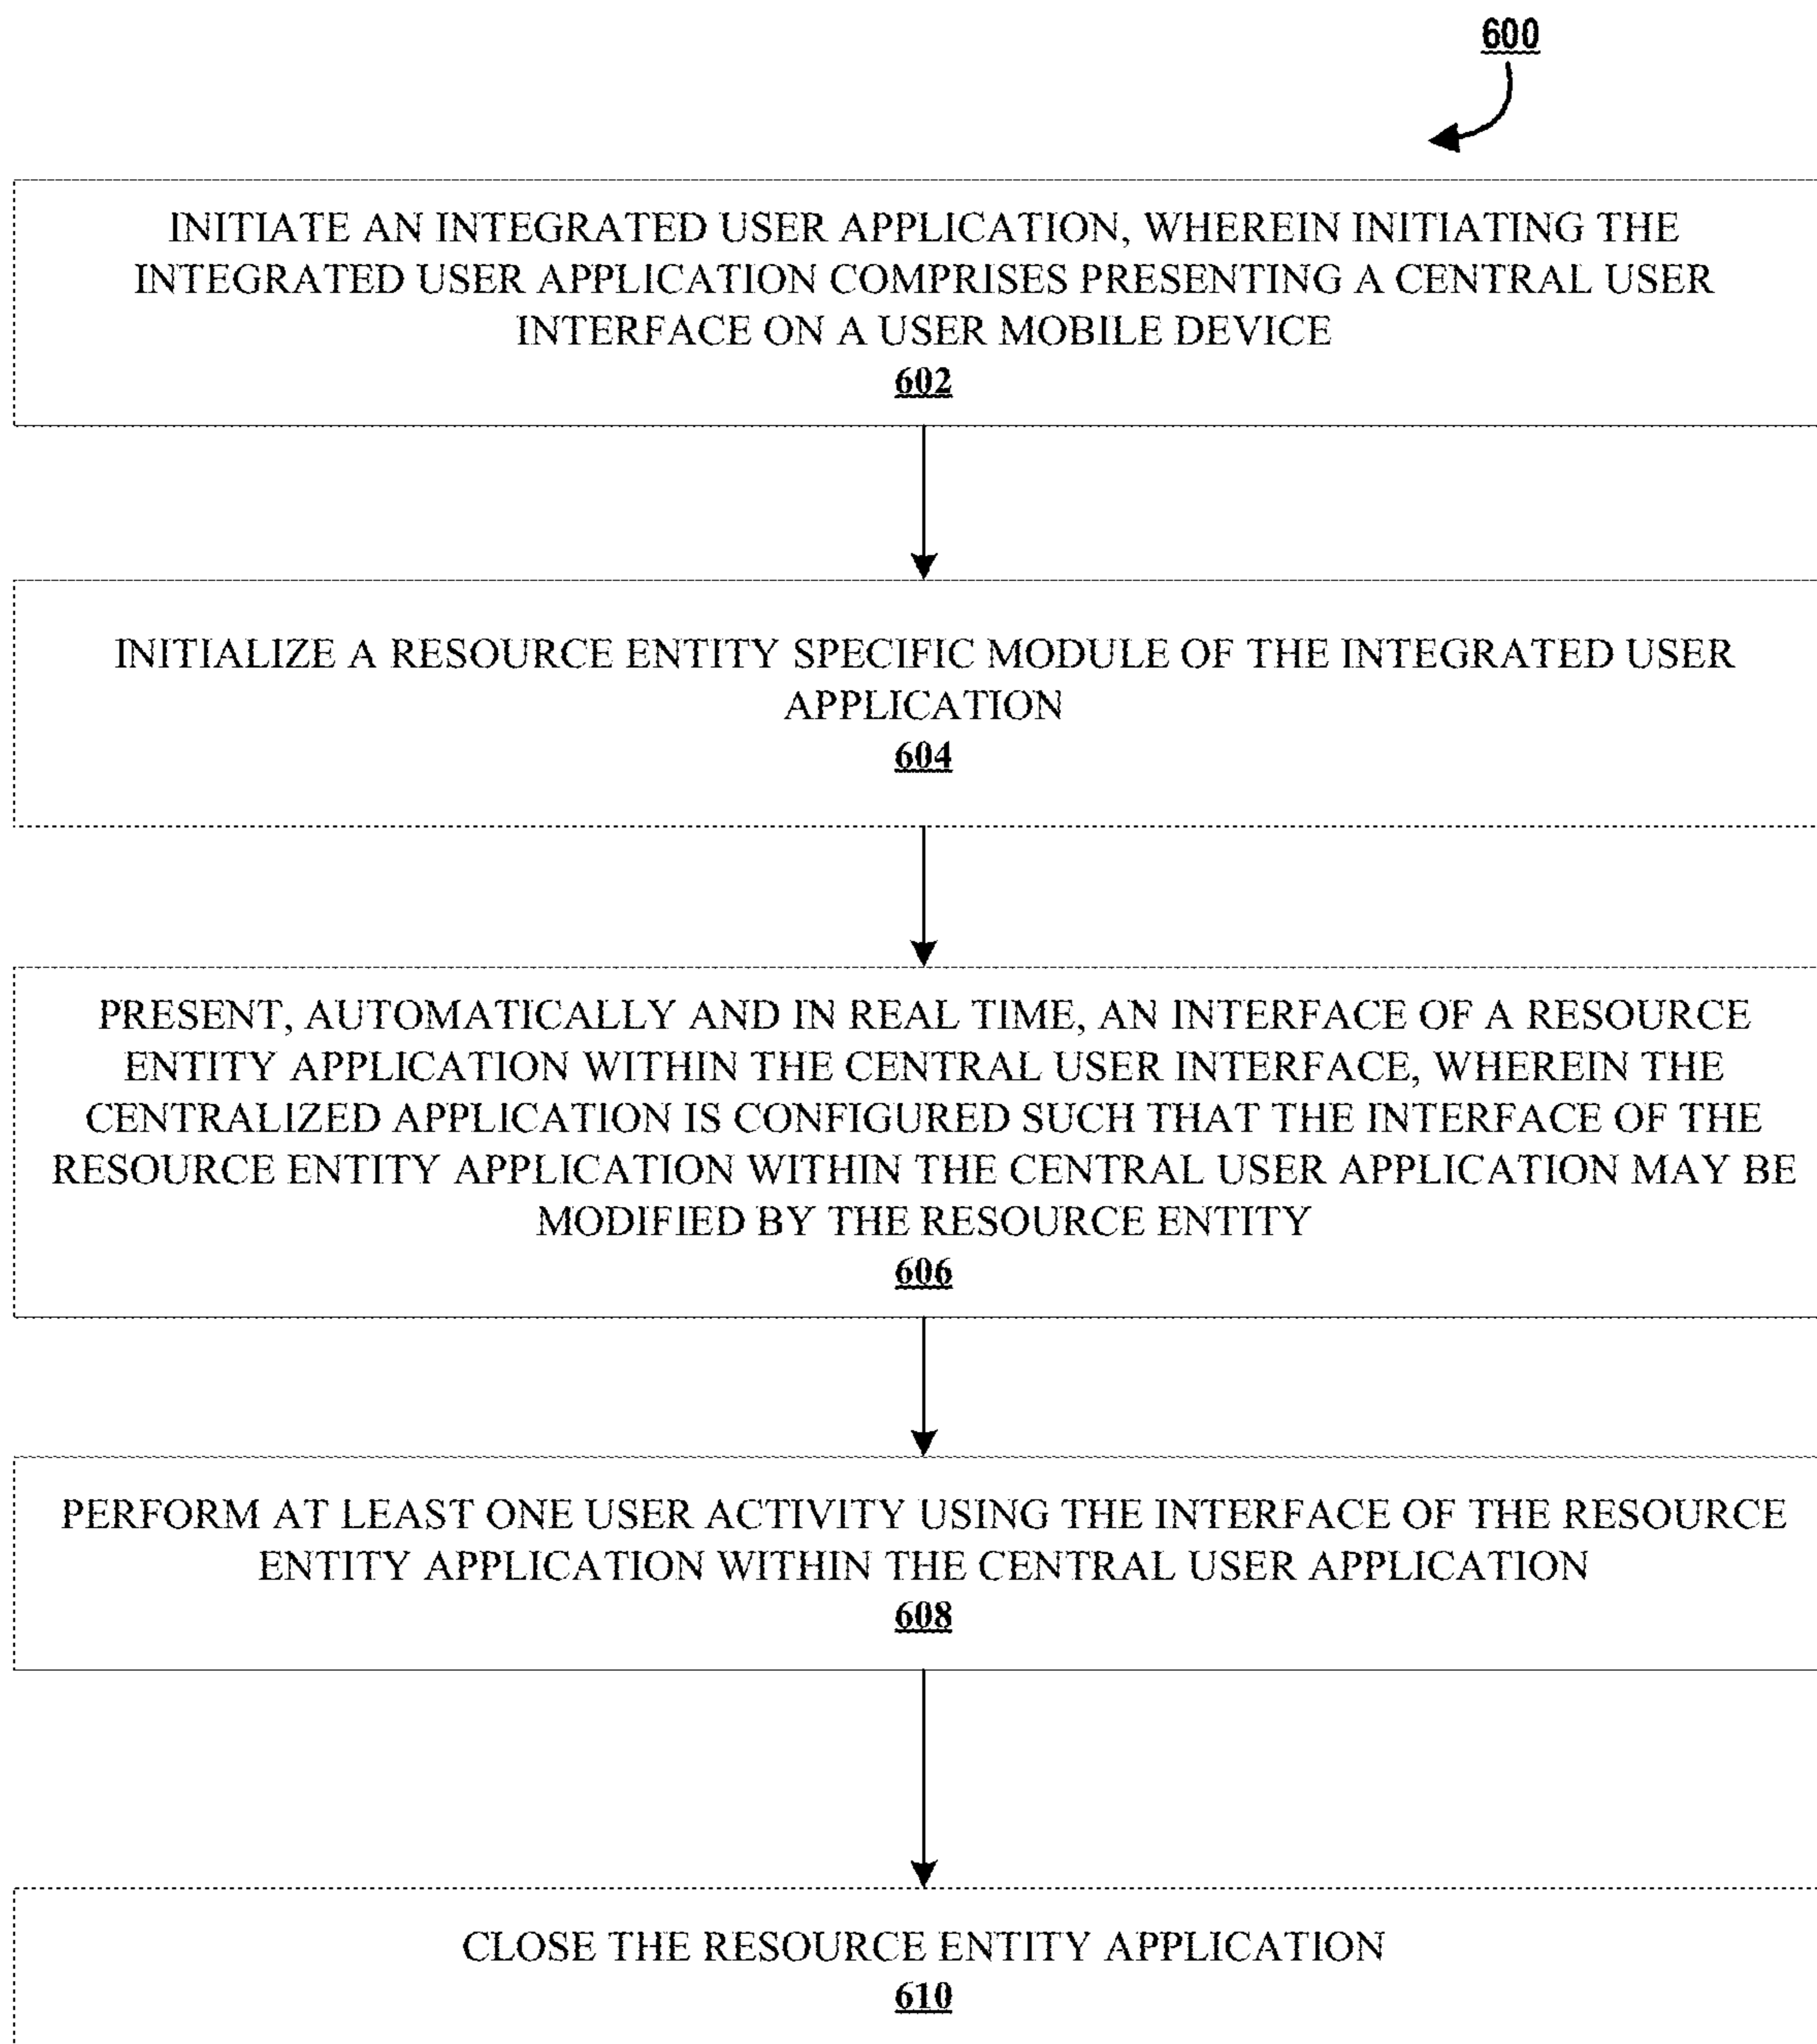 600
INITIATE AN INTEGRATED USER APPLICATION, WHEREIN INITIATING THE
INTEGRATED USER APPLICATION COMPRISES PRESENTING A CENTRAL USER
INTERFACE ON A USER MOBILE DEVICE
602
INITIALIZE A RESOURCE ENTITY SPECIFIC MODULE OF THE INTEGRATED USER
APPLICATION
604
PRESENT, AUTOMATICALLY AND IN REAL TIME, AN INTERFACE OF A RESOURCE
ENTITY APPLICATION WITHIN THE CENTRAL USER INTERFACE, WHEREIN THE
CENTRALIZED APPLICATION IS CONFIGURED SUCH THAT THE INTERFACE OF THE
RESOURCE ENTITY APPLICATION WITHIN THE CENTRAL USER APPLICATION MAY BE
MODIFIED BY THE RESOURCE ENTITY
606
PERFORM AT LEAST ONE USER ACTIVITY USING THE INTERFACE OF THE RESOURCE
ENTITY APPLICATION WITHIN THE CENTRAL USER APPLICATION
608
CLOSE THE RESOURCE ENTITY APPLICATION
610